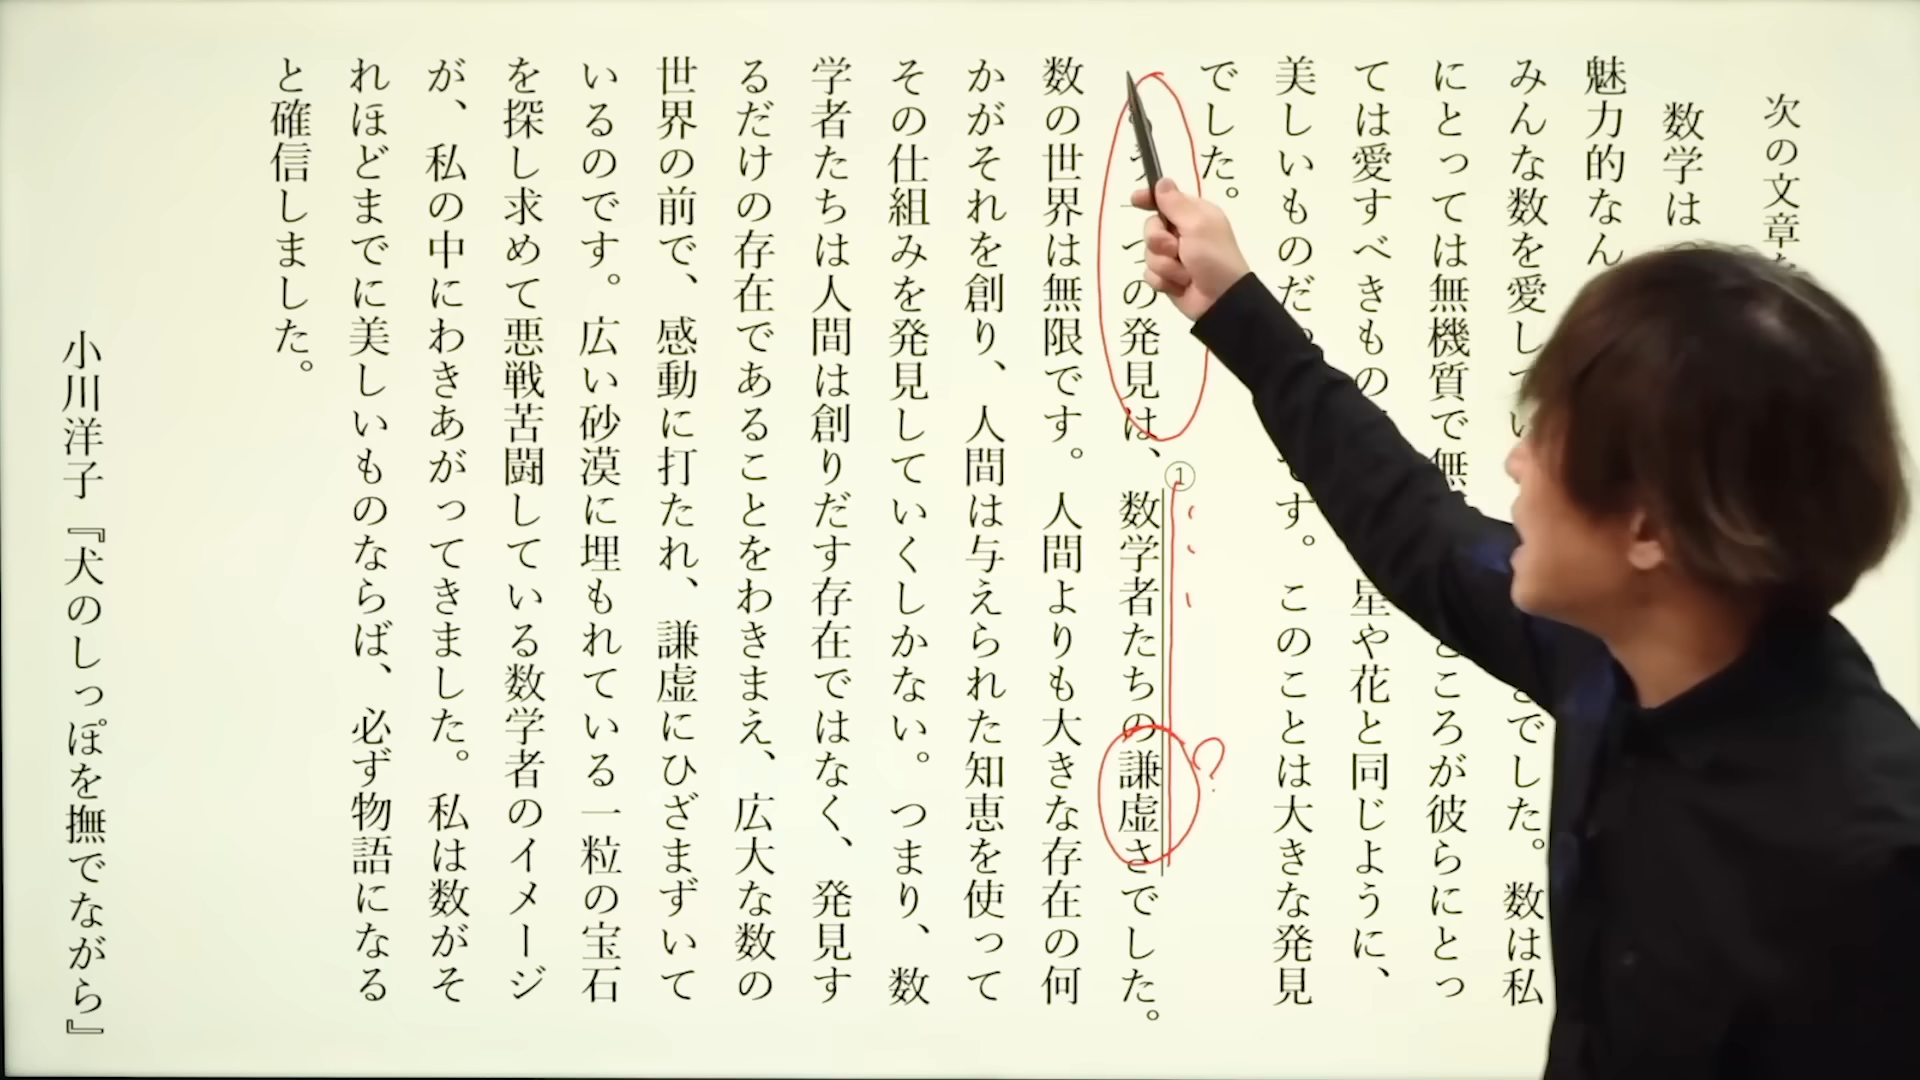 次の文章
数学は
魅力的なん
みんな数を愛し でした。数は私
にとっては無機質で無 ところが彼らにとっ
ては愛すべきもの 星や花と同じように、
美しいものだ です。このことは大きな発見
でした。
つの発見は、①数学者たちの謙虚さでした。
?
数の世界は無限です。人間よりも大きな存在の何
かがそれを創り、人間は与えられた知恵を使って
その仕組みを発見していくしかない。つまり、数
学者たちは人間は創りだす存在ではなく、発見す
るだけの存在であることをわきまえ、広大な数の
世界の前で、感動に打たれ、謙虚にひざまずいて
いるのです。広い砂漠に埋もれている一粒の宝石
を探し求めて悪戦苦闘している数学者のイメージ
が、私の中にわきあがってきました。私は数がそ
れほどまでに美しいものならば、必ず物語になる
と確信しました。
小川洋子『犬のしっぽを撫でながら』